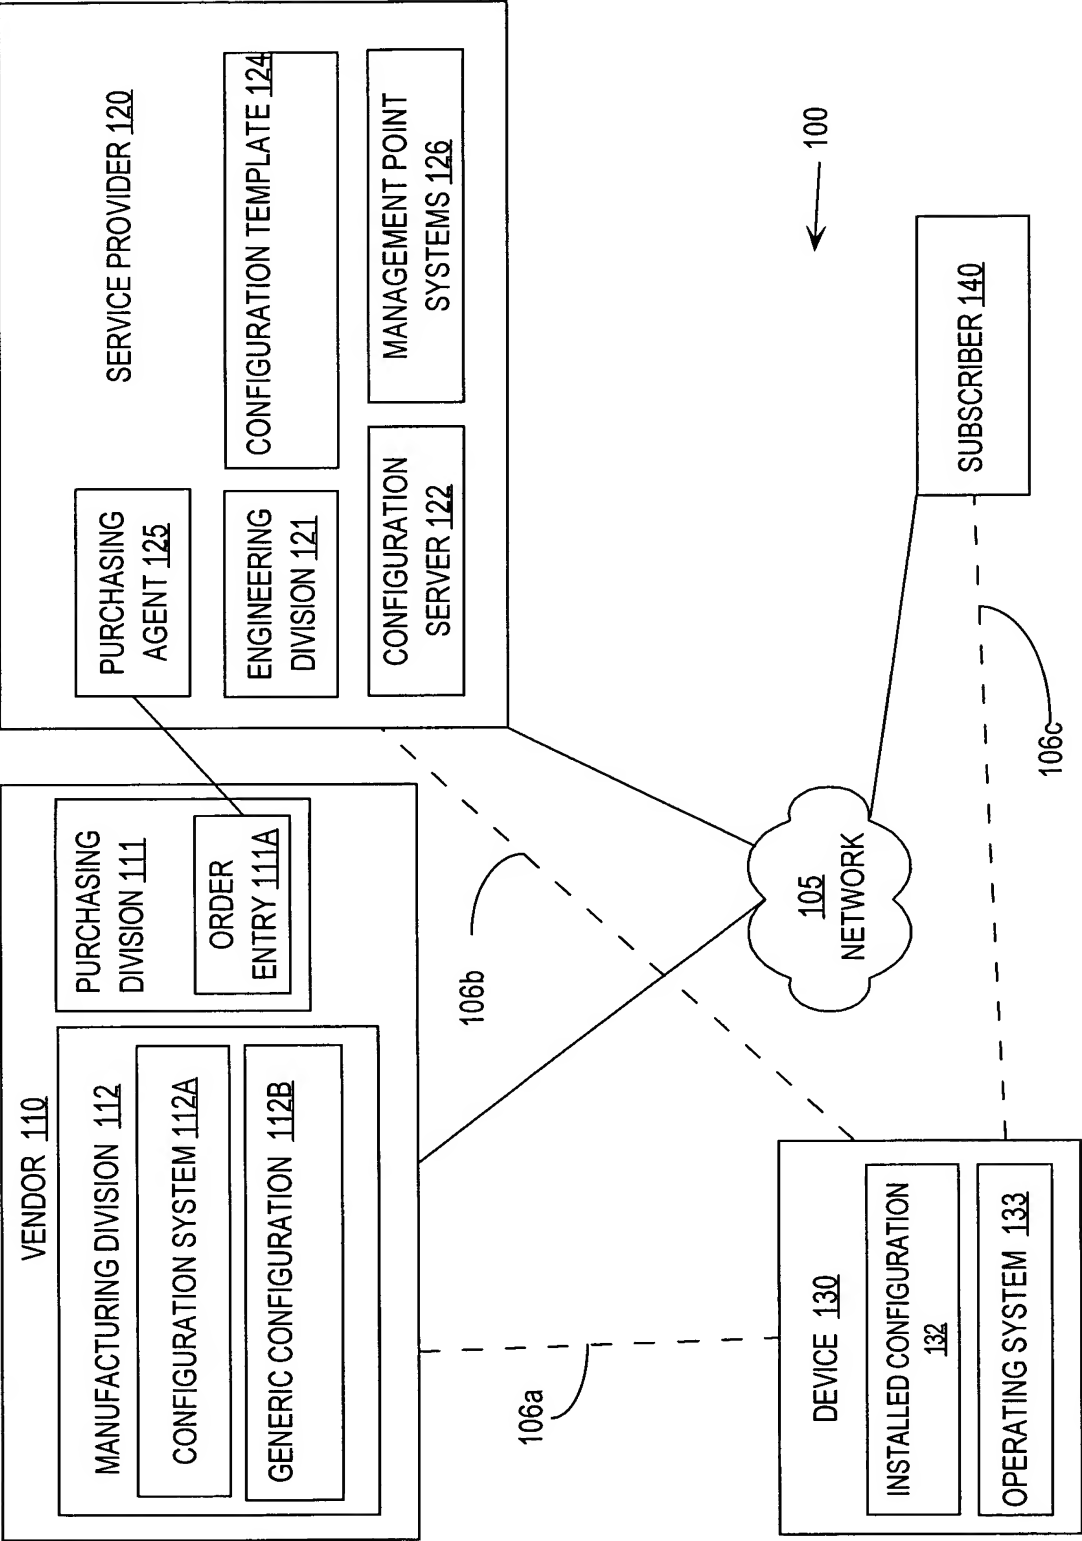 VENDOR 110
MANUFACTURING DIVISION 112
CONFIGURATION SYSTEM 112A
GENERIC CONFIGURATION 112B
PURCHASING
DIVISION 111
ORDER
ENTRY 111A
SERVICE PROVIDER 120
PURCHASING
AGENT 125
ENGINEERING
DIVISION 121
CONFIGURATION TEMPLATE 124
CONFIGURATION
SERVER 122
MANAGEMENT POINT
SYSTEMS 126
106a
106b
105
NETWORK
100
DEVICE 130
INSTALLED CONFIGURATION
132
OPERATING SYSTEM 133
106c
SUBSCRIBER 140